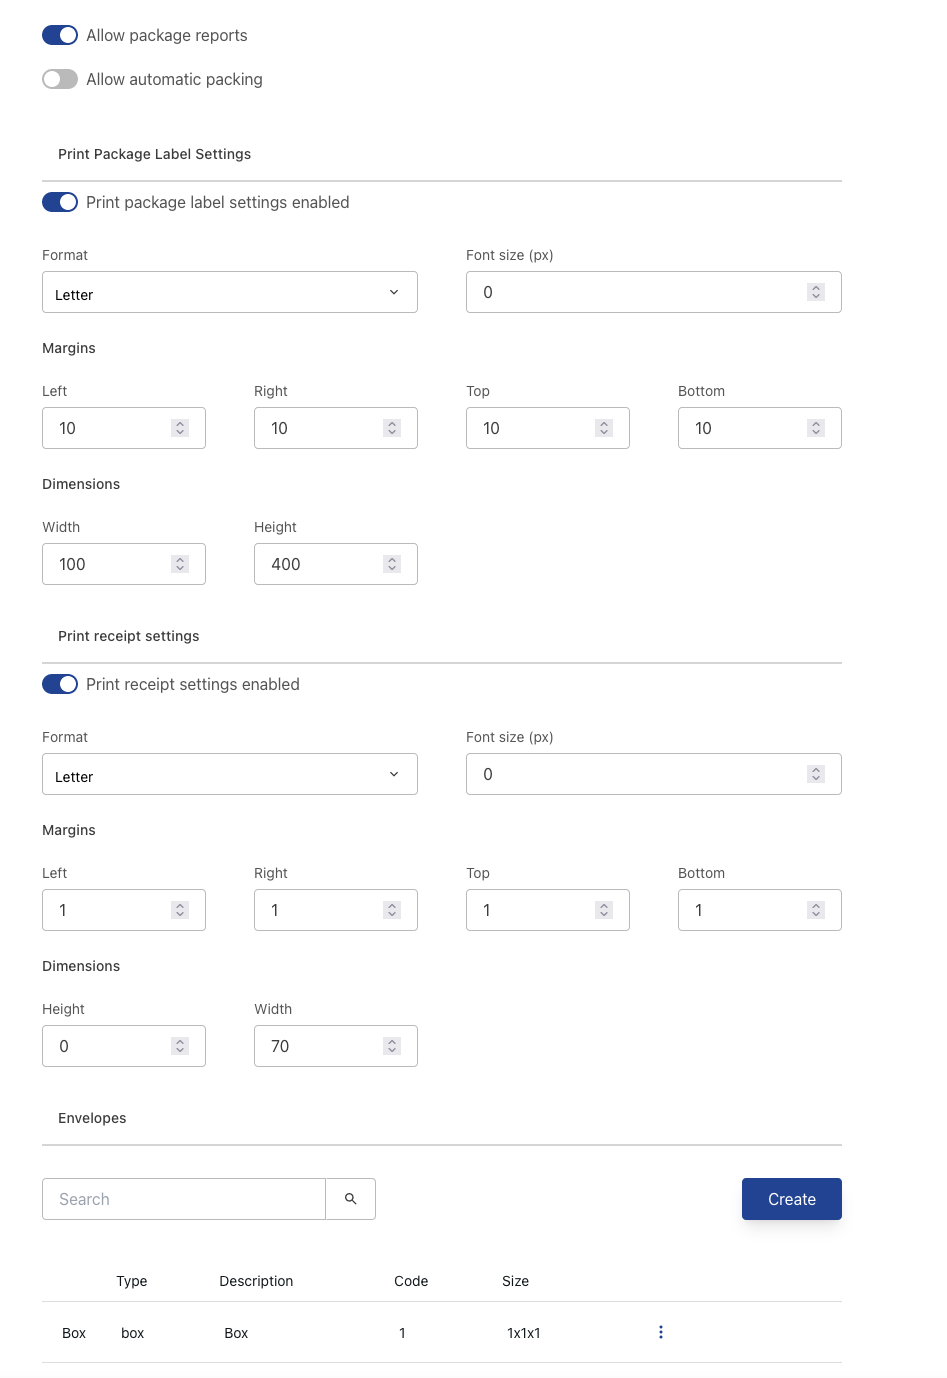 Allow package reports
Allow automatic packing
Print Package Label Settings
Print package label settings enabled
Format Font size (px)
Letter 0
Margins
Left Right Top Bottom
10 10 10 10
Dimensions
Width Height
100 400
Print receipt settings
Print receipt settings enabled
Format Font size (px)
Letter 0
Margins
Left Right Top Bottom
1 1 1 1
Dimensions
Height Width
0 70
Envelopes
Search Create
Type Description Code Size
Box box Box 1 1x1x1